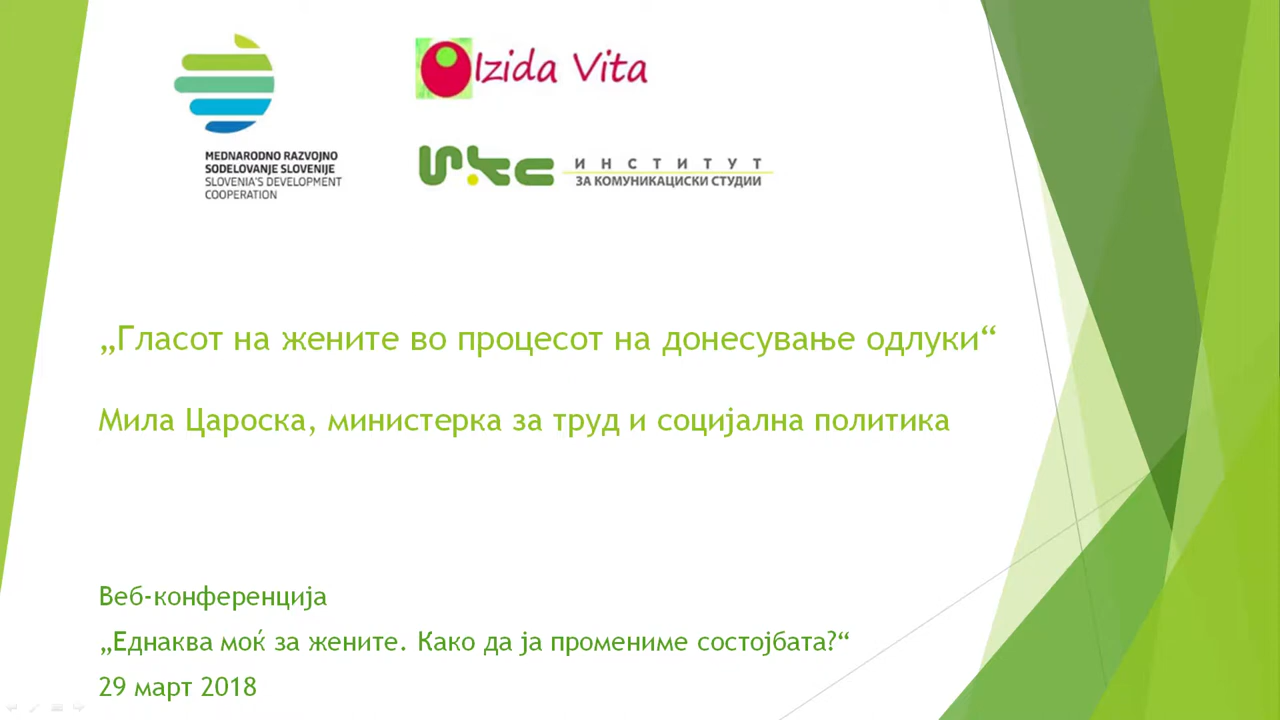 Izida Vita
MEDNARODNO RAZVOJNO
SODELOVANJE SLOVENIJE
SLOVENIA'S DEVELOPMENT
COOPERATION
ИНСТИТУТ
ЗА КОМУНИКАЦИСКИ СТУДИИ
„Гласот на жените во процесот на донесување одлуки“
Мила Цароска, министерка за труд и социјална политика
Веб-конференција
„Еднаква моќ за жените. Како да ја промениме состојбата?“
29 март 2018